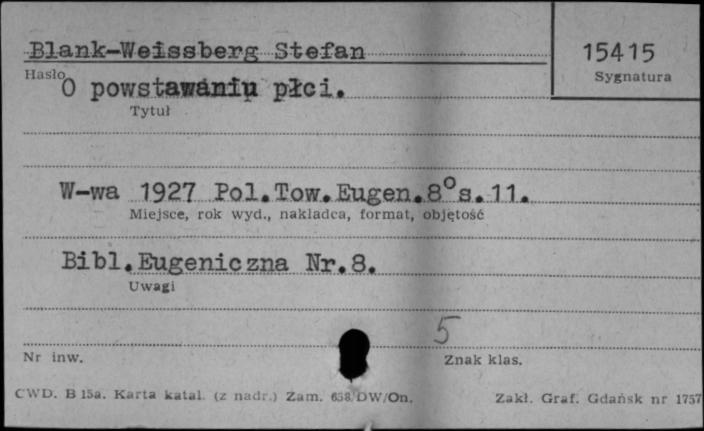 Blank-Weissberg Stefan
15415
Hasło
Sygnatura
O powstawaniu płci.
Tytuł
W-wa 1927 Pol.Tow.Eugen.8°s.11.
Miejsce, rok wyd., nakladca, format, objętość
Bibl.Eugeniczna Nr.8.
Uwagi
5
Nr inw.
Znak klas.
CWD. B 15a. Karta katal. (z nadr.) Zam. 658/DW/On.
Zakł. Graf. Gdańsk nr 1757